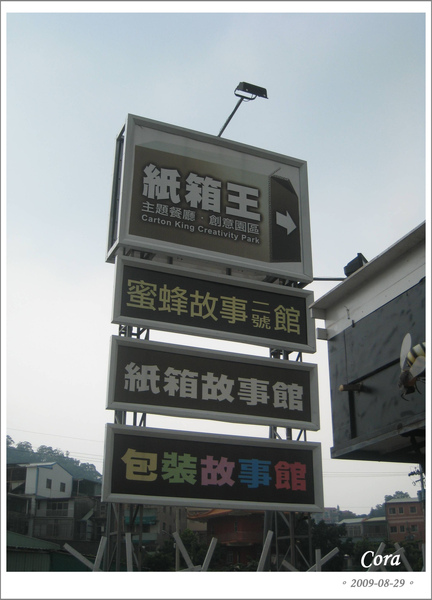 紙箱王
主題餐廳·創意園區
Carton King Creativity Park
蜜蜂故事二號館
紙箱故事館
包裝故事館
Cora
2009-08-29